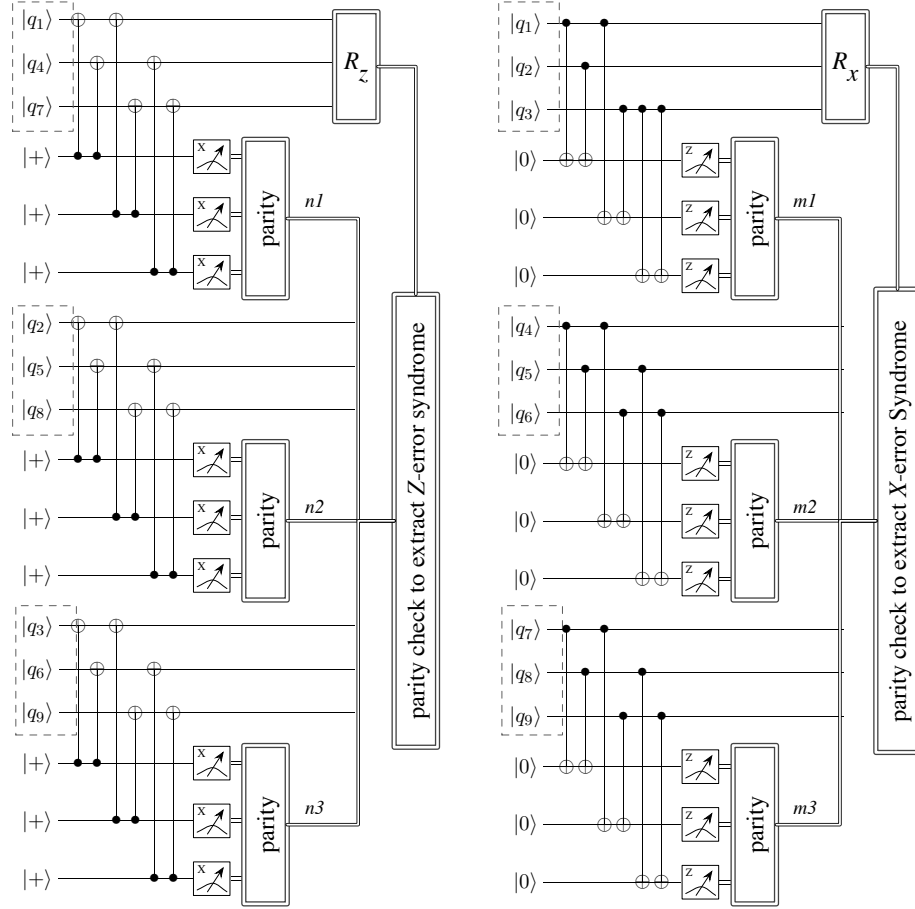 |q₁⟩
|q₄⟩
|q₇⟩
R_z
|+⟩ X
|+⟩ X
|+⟩ X
parity
n1
|q₂⟩
|q₅⟩
|q₈⟩
|+⟩ X
|+⟩ X
|+⟩ X
parity
n2
|q₃⟩
|q₆⟩
|q₉⟩
|+⟩ X
|+⟩ X
|+⟩ X
parity
n3
parity check to extract Z-error syndrome
|q₁⟩
|q₂⟩
|q₃⟩
R_x
|0⟩ Z
|0⟩ Z
|0⟩ Z
parity
m1
|q₄⟩
|q₅⟩
|q₆⟩
|0⟩ Z
|0⟩ Z
|0⟩ Z
parity
m2
|q₇⟩
|q₈⟩
|q₉⟩
|0⟩ Z
|0⟩ Z
|0⟩ Z
parity
m3
parity check to extract X-error Syndrome